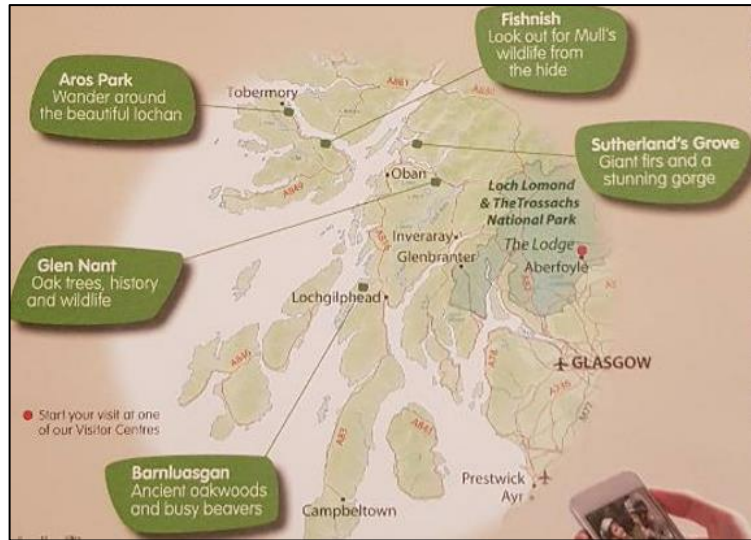 Fishnish
Look out for Mull's
wildlife from
the hide
Aros Park
Wander around
the beautiful lochan
Tobermory
A861
A830
Sutherland's Grove
Giant firs and a
stunning gorge
Oban
A849
Loch Lomond
& The Trossachs
National Park
Inveraray
The Lodge
Glenbranter
Aberfoyle
A816
Glen Nant
Oak trees, history
and wildlife
Lochgilphead
A846
A78
GLASGOW
A736
M77
Start your visit at one
of our Visitor Centres
A83
A841
Barnluasgan
Ancient oakwoods
and busy beavers
Prestwick
Ayr
Campbeltown